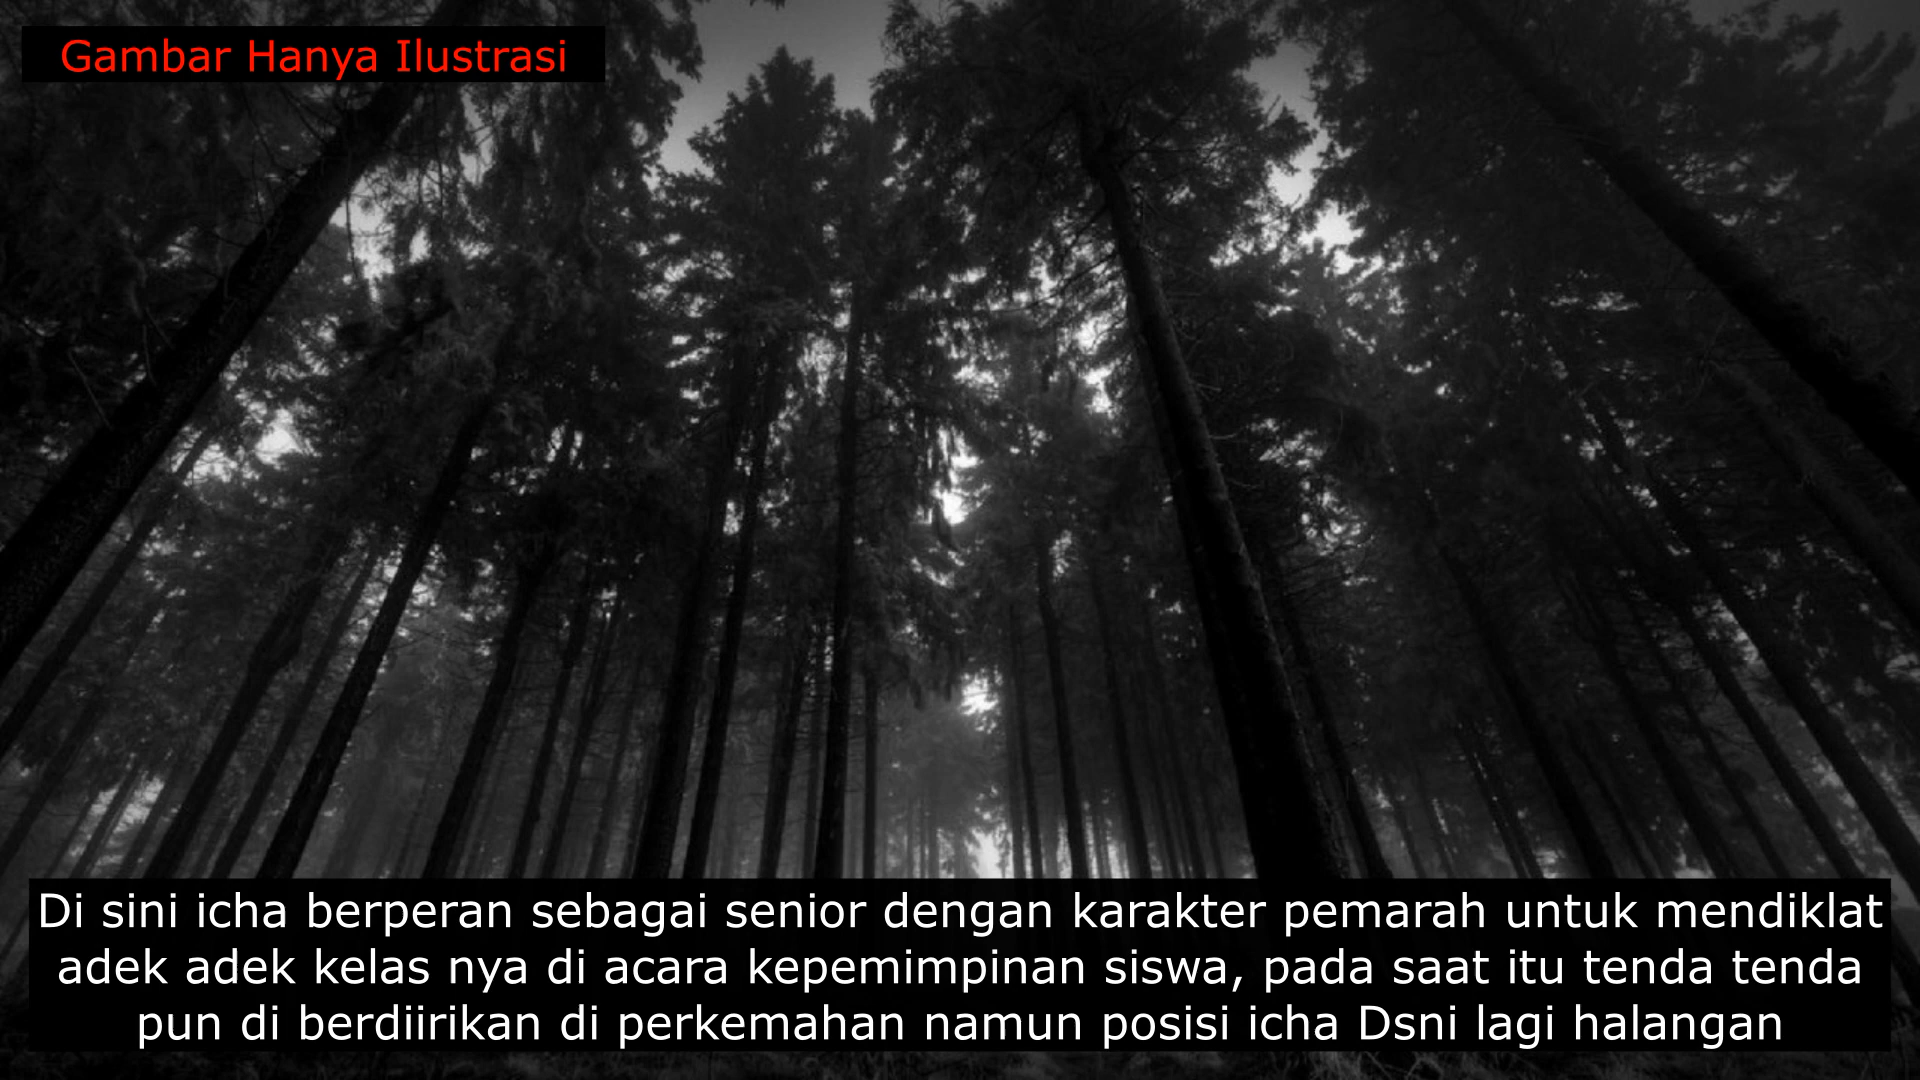 Gambar Hanya Ilustrasi
Di sini icha berperan sebagai senior dengan karakter pemarah untuk mendiklat
adek adek kelas nya di acara kepemimpinan siswa, pada saat itu tenda tenda
pun di berdiirikan di perkemahan namun posisi icha Dsni lagi halangan